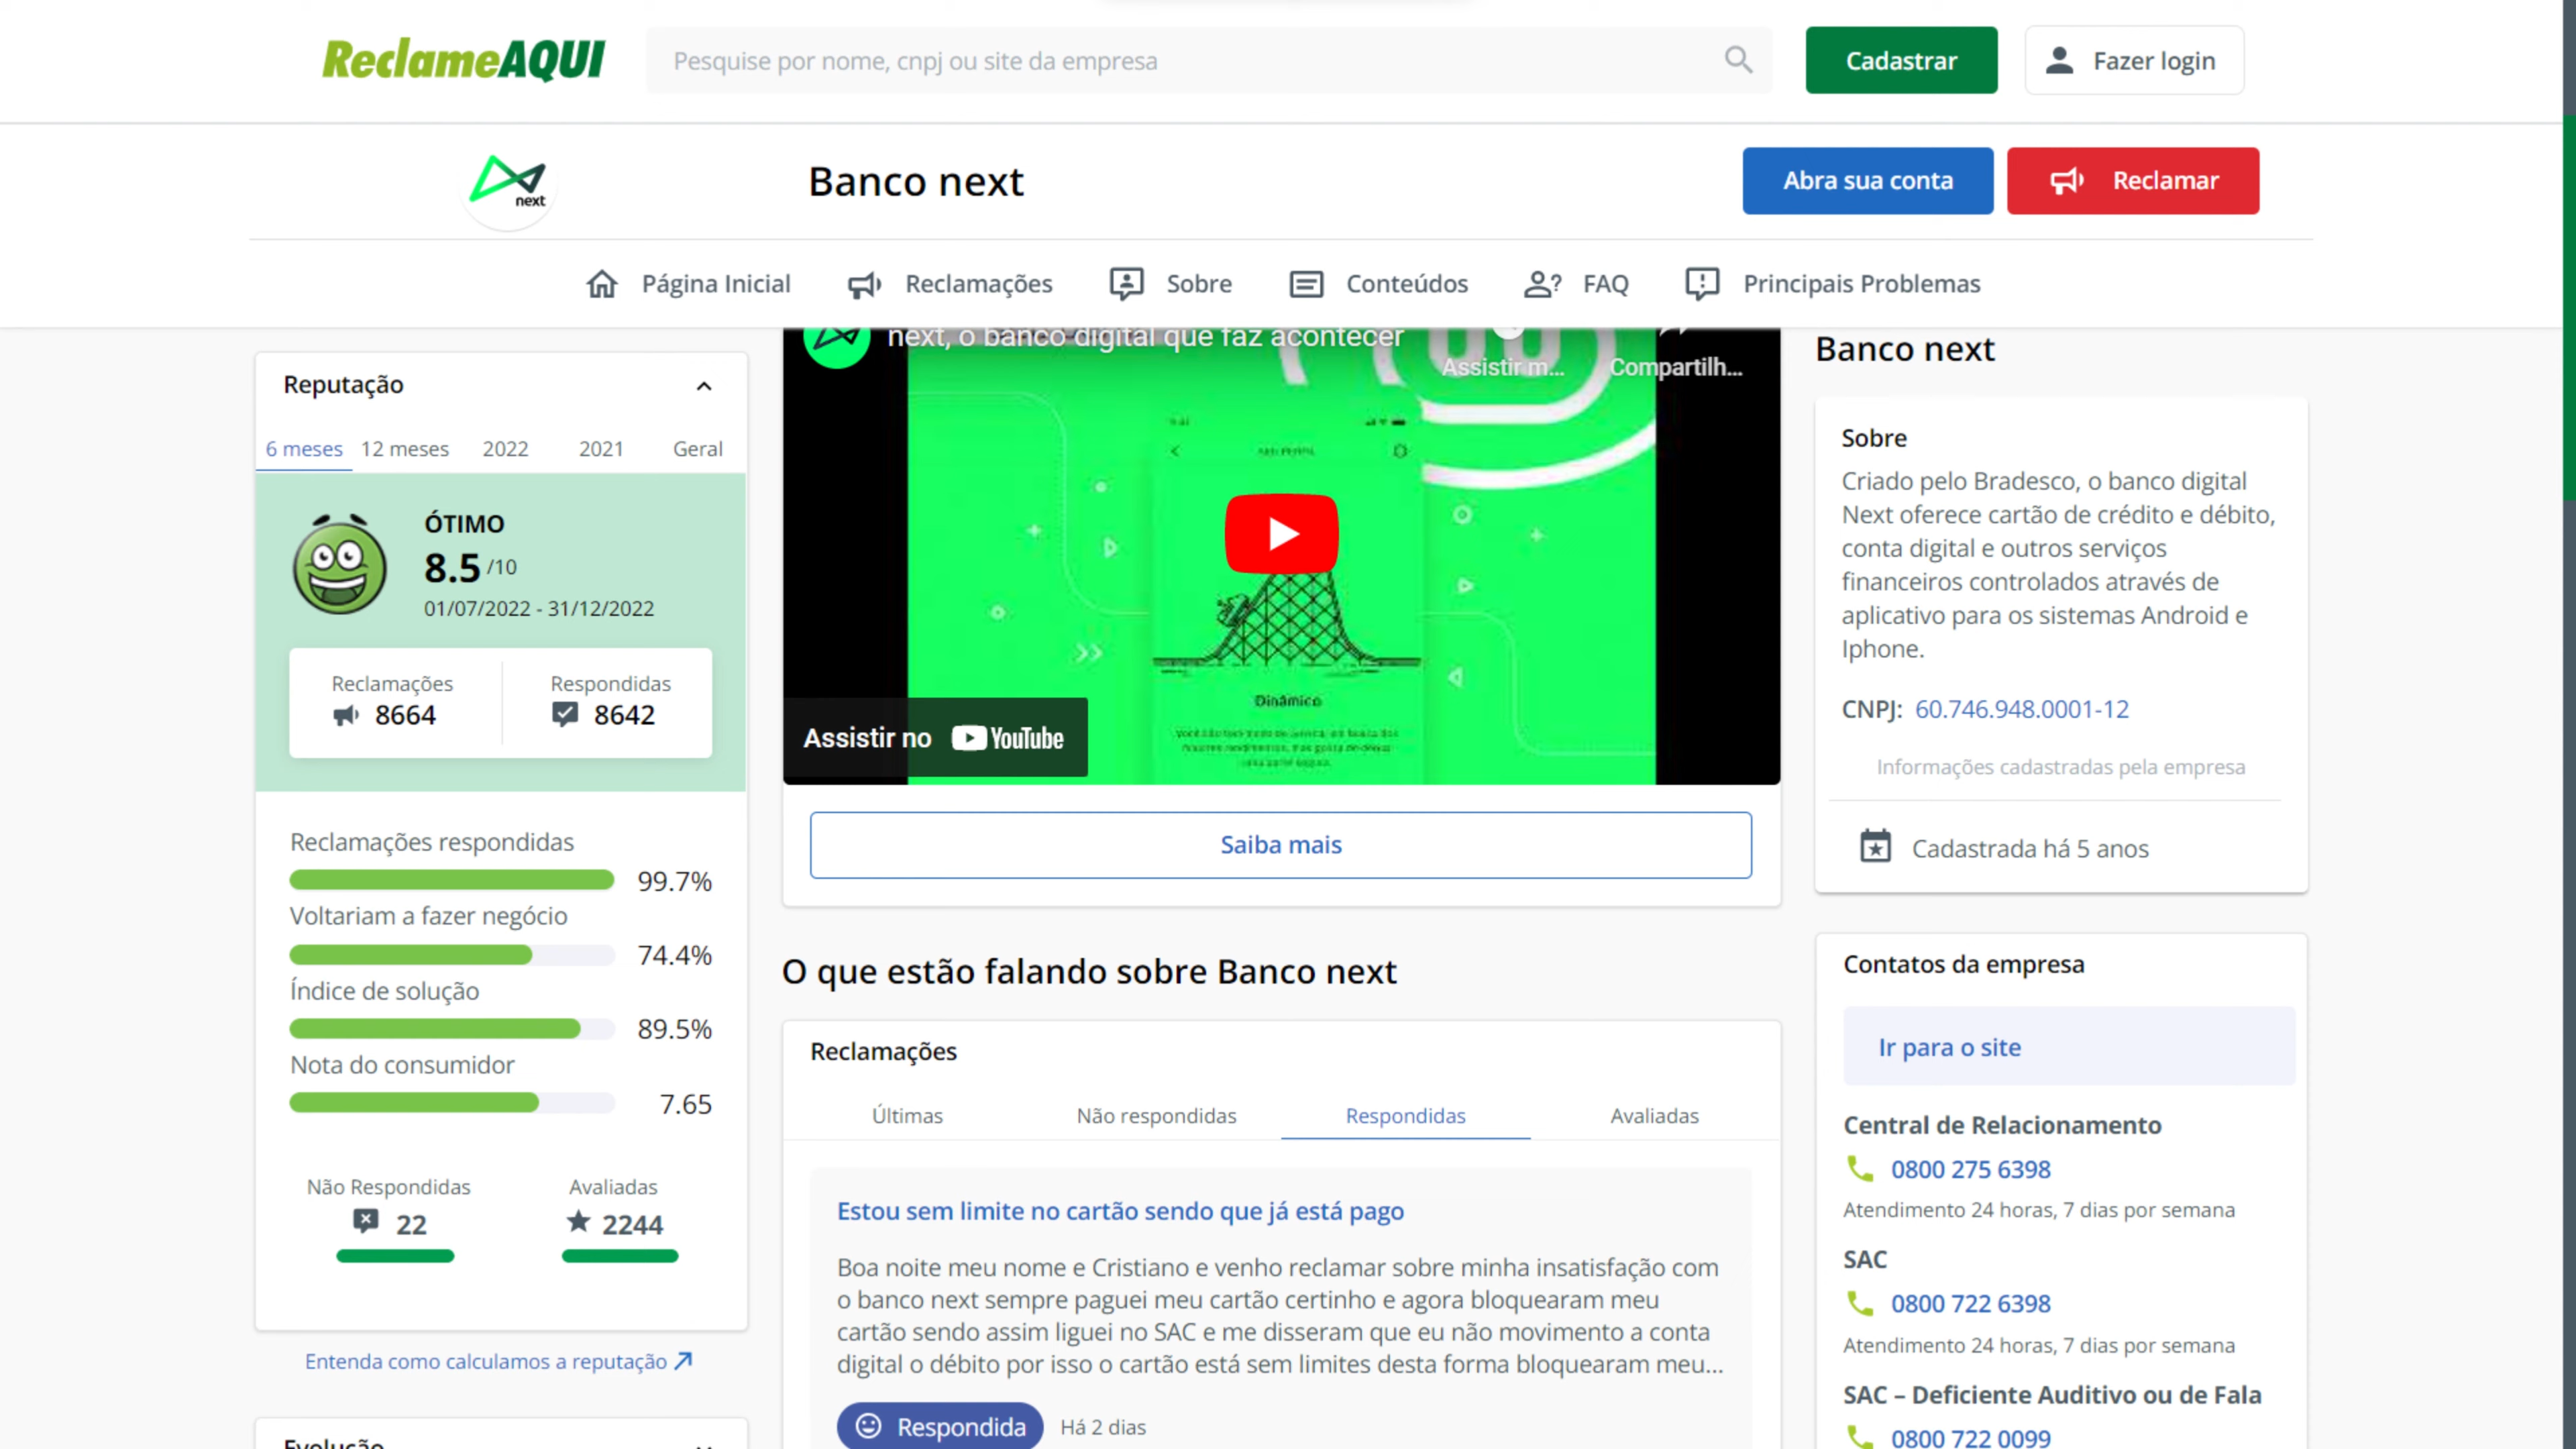 ReclameAQUI
Pesquise por nome, cnpj ou site da empresa
Cadastrar
Fazer login
next
Banco next
Abra sua conta
Reclamar
Página Inicial
Reclamações
Sobre
Conteúdos
FAQ
Principais Problemas
Reputação
6 meses
12 meses
2022
2021
Geral
ÓTIMO
8.5 /10
01/07/2022 - 31/12/2022
Reclamações
8664
Respondidas
8642
Reclamações respondidas
99.7%
Voltariam a fazer negócio
74.4%
Índice de solução
89.5%
Nota do consumidor
7.65
Não Respondidas
22
Avaliadas
2244
Entenda como calculamos a reputação
Evolução
next, o banco digital que faz acontecer
Assistir m...
Compartilh...
Dinâmico
Assistir no YouTube
Saiba mais
O que estão falando sobre Banco next
Reclamações
Últimas
Não respondidas
Respondidas
Avaliadas
Estou sem limite no cartão sendo que já está pago
Boa noite meu nome e Cristiano e venho reclamar sobre minha insatisfação com
o banco next sempre paguei meu cartão certinho e agora bloquearam meu
cartão sendo assim liguei no SAC e me disseram que eu não movimento a conta
digital o débito por isso o cartão está sem limites desta forma bloquearam meu...
Respondida
Há 2 dias
Banco next
Sobre
Criado pelo Bradesco, o banco digital
Next oferece cartão de crédito e débito,
conta digital e outros serviços
financeiros controlados através de
aplicativo para os sistemas Android e
Iphone.
CNPJ: 60.746.948.0001-12
Informações cadastradas pela empresa
Cadastrada há 5 anos
Contatos da empresa
Ir para o site
Central de Relacionamento
0800 275 6398
Atendimento 24 horas, 7 dias por semana
SAC
0800 722 6398
Atendimento 24 horas, 7 dias por semana
SAC – Deficiente Auditivo ou de Fala
0800 722 0099